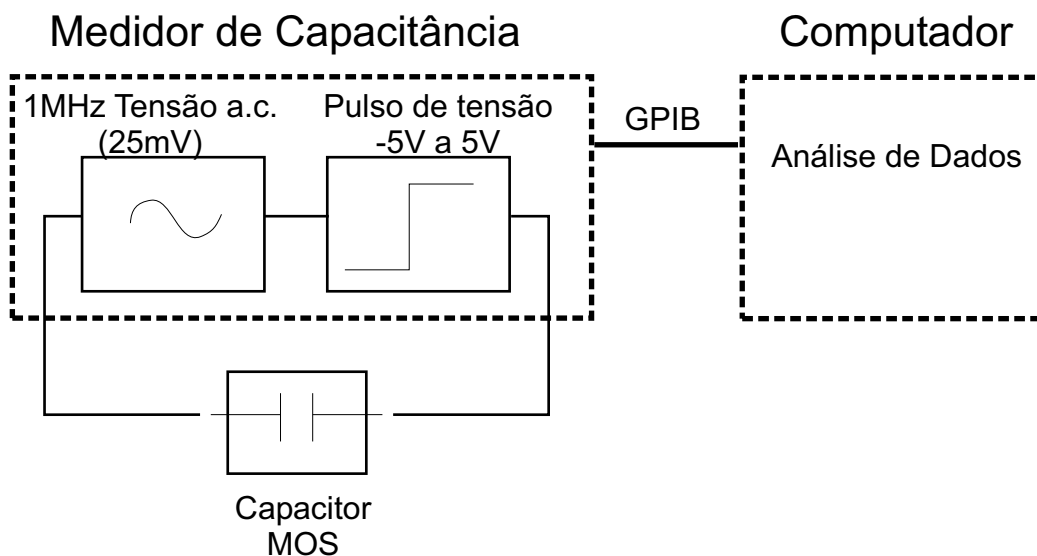 Medidor de Capacitância
Computador
1MHz Tensão a.c.
(25mV)
Pulso de tensão
-5V a 5V
GPIB
Análise de Dados
Capacitor
MOS